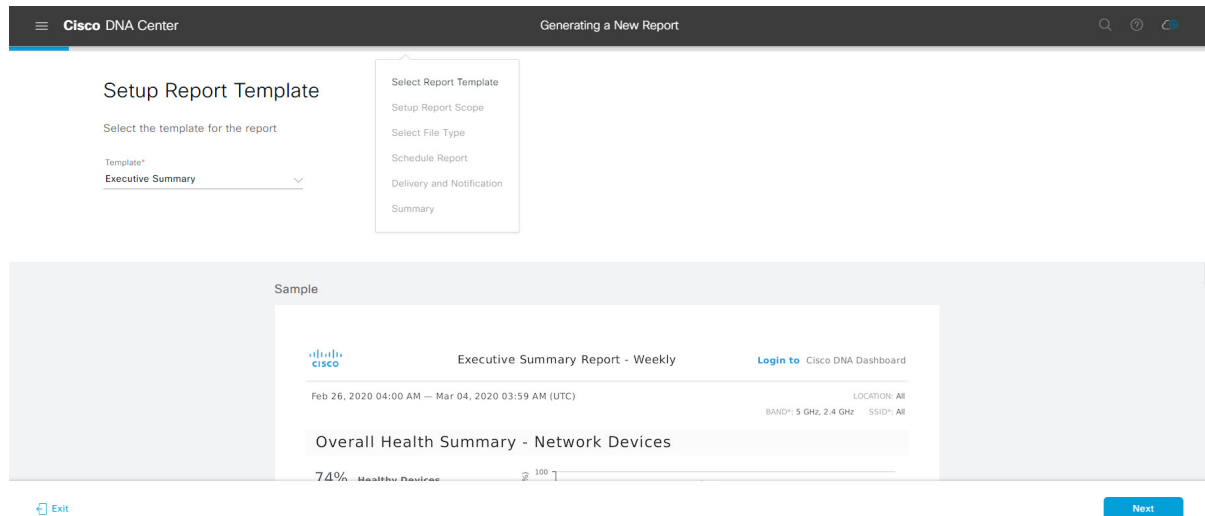 Cisco DNA Center
Generating a New Report
Setup Report Template
Select the template for the report
Template*
Executive Summary
Select Report Template
Setup Report Scope
Select File Type
Schedule Report
Delivery and Notification
Summary
Sample
CISCO
Executive Summary Report - Weekly
Login to Cisco DNA Dashboard
Feb 26, 2020 04:00 AM — Mar 04, 2020 03:59 AM (UTC)
LOCATION: All
BAND*: 5 GHz, 2.4 GHz SSID*: All
Overall Health Summary - Network Devices
74% Healthy Devices
100
Exit
Next